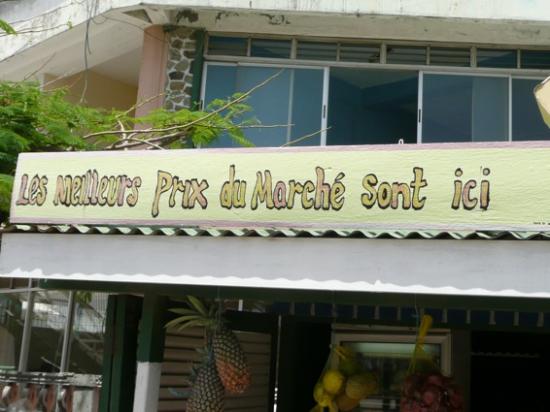 Les Meilleurs Prix du Marché sont ici